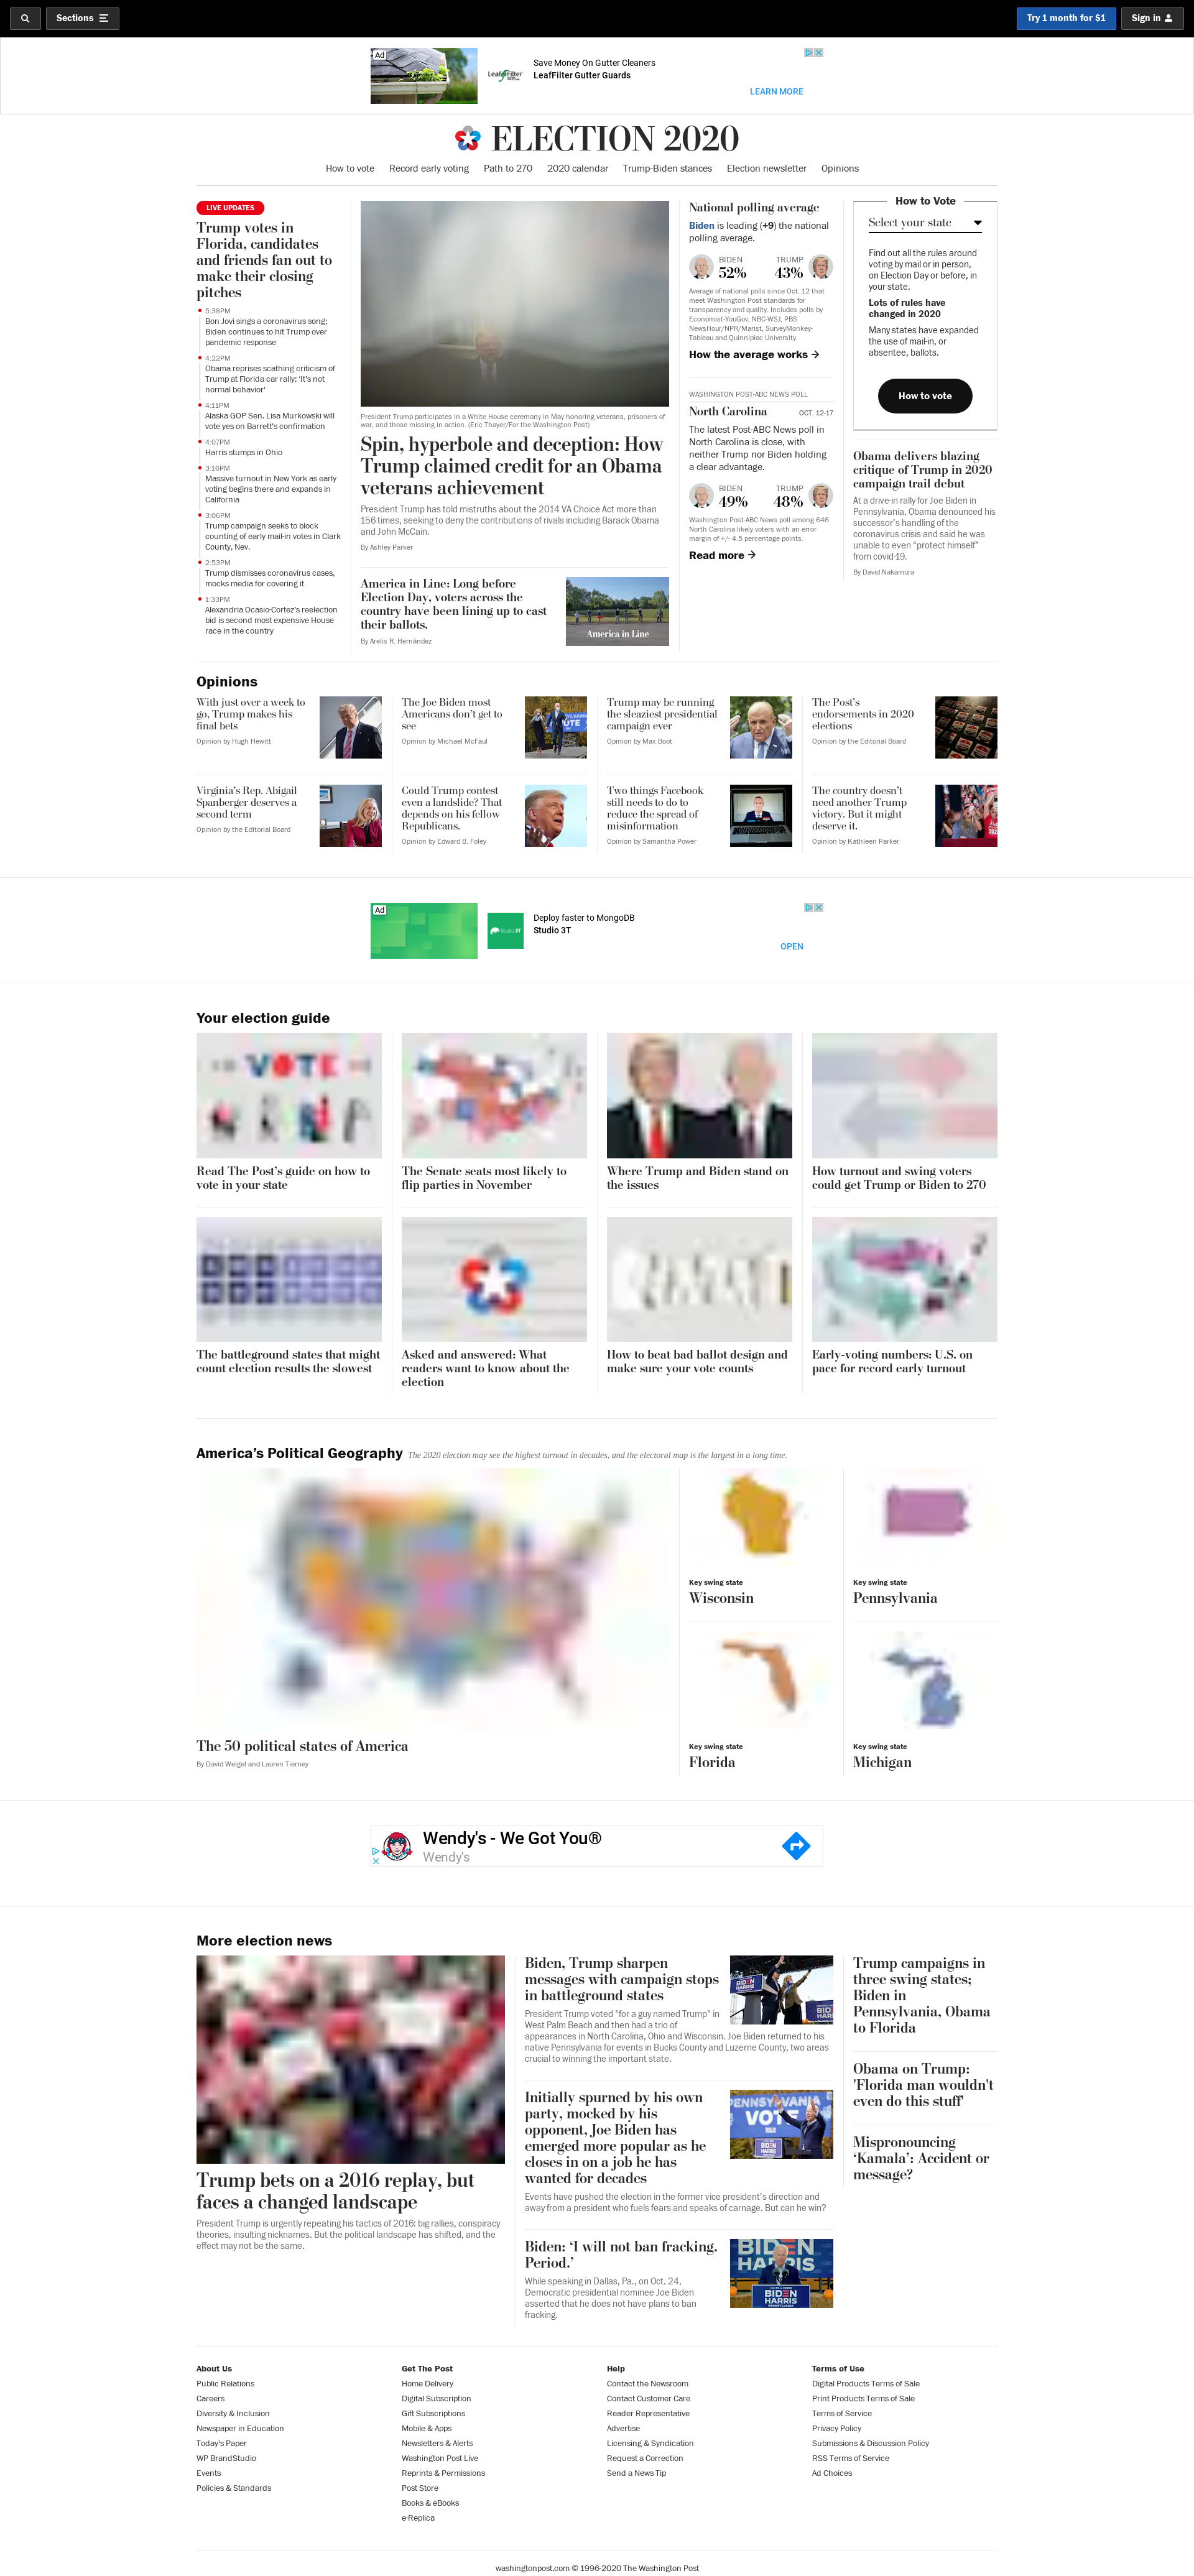 Sections
Try 1 month for $1
Sign in
Ad
LeafFilter
Save Money On Gutter Cleaners
LeafFilter Gutter Guards
LEARN MORE
ELECTION 2020
How to vote
Record early voting
Path to 270
2020 calendar
Trump-Biden stances
Election newsletter
Opinions
LIVE UPDATES
Trump votes in
Florida, candidates
and friends fan out to
make their closing
pitches
5:38PM
Bon Jovi sings a coronavirus song;
Biden continues to hit Trump over
pandemic response
4:22PM
Obama reprises scathing criticism of
Trump at Florida car rally: 'It's not
normal behavior'
4:11PM
Alaska GOP Sen. Lisa Murkowski will
vote yes on Barrett's confirmation
4:07PM
Harris stumps in Ohio
3:16PM
Massive turnout in New York as early
voting begins there and expands in
California
3:06PM
Trump campaign seeks to block
counting of early mail-in votes in Clark
County, Nev.
2:53PM
Trump dismisses coronavirus cases,
mocks media for covering it
1:33PM
Alexandria Ocasio-Cortez's reelection
bid is second most expensive House
race in the country
President Trump participates in a White House ceremony in May honoring veterans, prisoners of
war, and those missing in action. (Eric Thayer/For the Washington Post)
Spin, hyperbole and deception: How
Trump claimed credit for an Obama
veterans achievement
President Trump has told mistruths about the 2014 VA Choice Act more than
156 times, seeking to deny the contributions of rivals including Barack Obama
and John McCain.
By Ashley Parker
America in Line: Long before
Election Day, voters across the
country have been lining up to cast
their ballots.
By Arelis R. Hernández
America in Line
National polling average
Biden is leading (+9) the national
polling average.
BIDEN
52%
TRUMP
43%
Average of national polls since Oct. 12 that
meet Washington Post standards for
transparency and quality. Includes polls by
Economist-YouGov, NBC-WSJ, PBS
NewsHour/NPR/Marist, SurveyMonkey-
Tableau and Quinnipiac University.
How the average works
WASHINGTON POST-ABC NEWS POLL
North Carolina
OCT. 12-17
The latest Post-ABC News poll in
North Carolina is close, with
neither Trump nor Biden holding
a clear advantage.
BIDEN
49%
TRUMP
48%
Washington Post-ABC News poll among 646
North Carolina likely voters with an error
margin of +/- 4.5 percentage points.
Read more
How to Vote
Select your state
Find out all the rules around
voting by mail or in person,
on Election Day or before, in
your state.
Lots of rules have
changed in 2020
Many states have expanded
the use of mail-in, or
absentee, ballots.
How to vote
Obama delivers blazing
critique of Trump in 2020
campaign trail debut
At a drive-in rally for Joe Biden in
Pennsylvania, Obama denounced his
successor's handling of the
coronavirus crisis and said he was
unable to even "protect himself"
from covid-19.
By David Nakamura
Opinions
With just over a week to
go, Trump makes his
final bets
Opinion by Hugh Hewitt
The Joe Biden most
Americans don't get to
see
Opinion by Michael McFaul
Trump may be running
the sleaziest presidential
campaign ever
Opinion by Max Boot
The Post's
endorsements in 2020
elections
Opinion by the Editorial Board
Virginia's Rep. Abigail
Spanberger deserves a
second term
Opinion by the Editorial Board
Could Trump contest
even a landslide? That
depends on his fellow
Republicans.
Opinion by Edward B. Foley
Two things Facebook
still needs to do to
reduce the spread of
misinformation
Opinion by Samantha Power
The country doesn't
need another Trump
victory. But it might
deserve it.
Opinion by Kathleen Parker
Ad
Studio 3T
Deploy faster to MongoDB
Studio 3T
OPEN
Your election guide
VOTE
Read The Post's guide on how to
vote in your state
The Senate seats most likely to
flip parties in November
Where Trump and Biden stand on
the issues
How turnout and swing voters
could get Trump or Biden to 270
The battleground states that might
count election results the slowest
Asked and answered: What
readers want to know about the
election
How to beat bad ballot design and
make sure your vote counts
Early-voting numbers: U.S. on
pace for record early turnout
America's Political Geography
The 2020 election may see the highest turnout in decades, and the electoral map is the largest in a long time.
The 50 political states of America
By David Weigel and Lauren Tierney
Key swing state
Wisconsin
Key swing state
Pennsylvania
Key swing state
Florida
Key swing state
Michigan
Wendy's - We Got You®
Wendy's
More election news
Trump bets on a 2016 replay, but
faces a changed landscape
President Trump is urgently repeating his tactics of 2016: big rallies, conspiracy
theories, insulting nicknames. But the political landscape has shifted, and the
effect may not be the same.
Biden, Trump sharpen
messages with campaign stops
in battleground states
President Trump voted "for a guy named Trump" in
West Palm Beach and then had a trio of
appearances in North Carolina, Ohio and Wisconsin. Joe Biden returned to his
native Pennsylvania for events in Bucks County and Luzerne County, two areas
crucial to winning the important state.
Initially spurned by his own
party, mocked by his
opponent, Joe Biden has
emerged more popular as he
closes in on a job he has
wanted for decades
Events have pushed the election in the former vice president's direction and
away from a president who fuels fears and speaks of carnage. But can he win?
Biden: 'I will not ban fracking.
Period.'
While speaking in Dallas, Pa., on Oct. 24,
Democratic presidential nominee Joe Biden
asserted that he does not have plans to ban
fracking.
PENNSYLVANIA
VOTE
BIDEN
HARRIS
BIDEN
HARRIS
Trump campaigns in
three swing states;
Biden in
Pennsylvania, Obama
to Florida
Obama on Trump:
'Florida man wouldn't
even do this stuff'
Mispronouncing
'Kamala': Accident or
message?
About Us
Public Relations
Careers
Diversity & Inclusion
Newspaper in Education
Today's Paper
WP BrandStudio
Events
Policies & Standards
Get The Post
Home Delivery
Digital Subscription
Gift Subscriptions
Mobile & Apps
Newsletters & Alerts
Washington Post Live
Reprints & Permissions
Post Store
Books & eBooks
e-Replica
Help
Contact the Newsroom
Contact Customer Care
Reader Representative
Advertise
Licensing & Syndication
Request a Correction
Send a News Tip
Terms of Use
Digital Products Terms of Sale
Print Products Terms of Sale
Terms of Service
Privacy Policy
Submissions & Discussion Policy
RSS Terms of Service
Ad Choices
washingtonpost.com © 1996-2020 The Washington Post